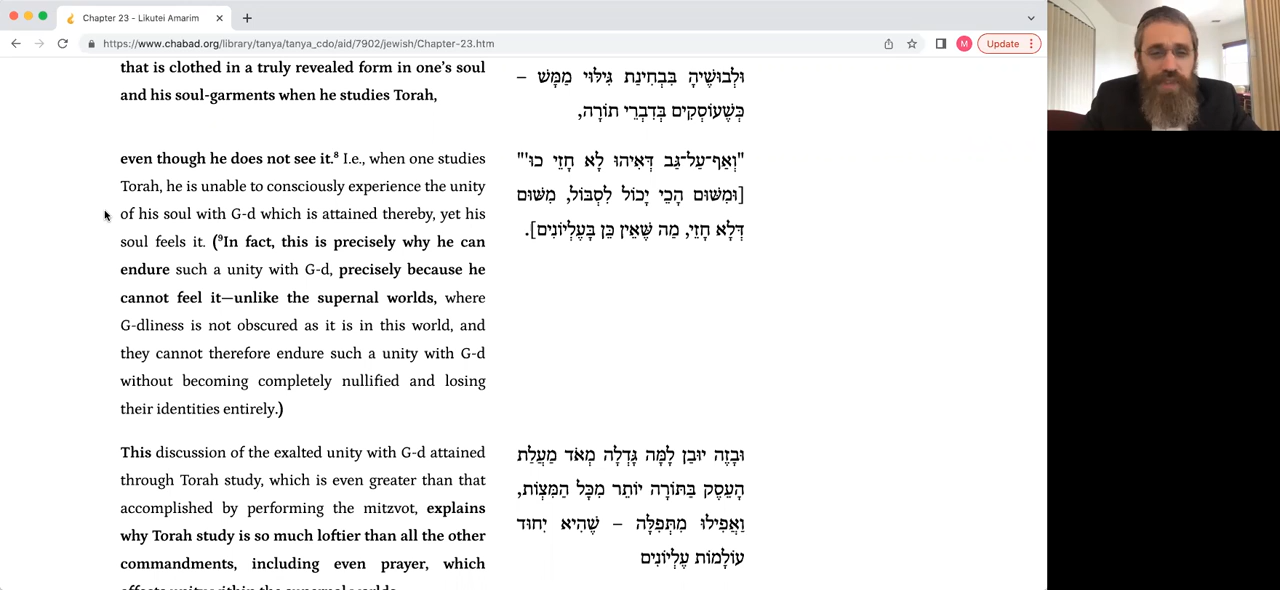 Chapter 23 - Likutei Amarim
https://www.chabad.org/library/tanya/tanya_cdo/aid/7902/jewish/Chapter-23.htm
M
Update
that is clothed in a truly revealed form in one’s soul
and his soul-garments when he studies Torah,
וּלְבוּשֶׁיהָ בִּבְחִינַת גִּילּוּי מַמָּשׁ –
כְּשֶׁעוֹסְקִים בְּדִבְרֵי תוֹרָה,
even though he does not see it.⁸ I.e., when one studies
Torah, he is unable to consciously experience the unity
of his soul with G-d which is attained thereby, yet his
soul feels it. (⁹In fact, this is precisely why he can
endure such a unity with G-d, precisely because he
cannot feel it—unlike the supernal worlds, where
G-dliness is not obscured as it is in this world, and
they cannot therefore endure such a unity with G-d
without becoming completely nullified and losing
their identities entirely.)
"וְאַף־עַל־גַּב דְּאִיהוּ לָא חָזֵי כוּ'"
[וּמִשּׁוּם הָכֵי יָכוֹל לִסְבּוֹל, מִשּׁוּם
דְּלָא חָזֵי, מַה שֶּׁאֵין כֵּן בָּעֶלְיוֹנִים].
This discussion of the exalted unity with G-d attained
through Torah study, which is even greater than that
accomplished by performing the mitzvot, explains
why Torah study is so much loftier than all the other
commandments, including even prayer, which
effects unity within the supernal worlds.
וּבָזֶה יוּבַן לָמָּה גָּדְלָה מְאֹד מַעֲלַת
הָעֵסֶק בַּתּוֹרָה יוֹתֵר מִכָּל הַמִּצְוֹת,
וַאֲפִילוּ מִתְּפִלָּה – שֶׁהִיא יִחוּד
עוֹלָמוֹת עֶלְיוֹנִים